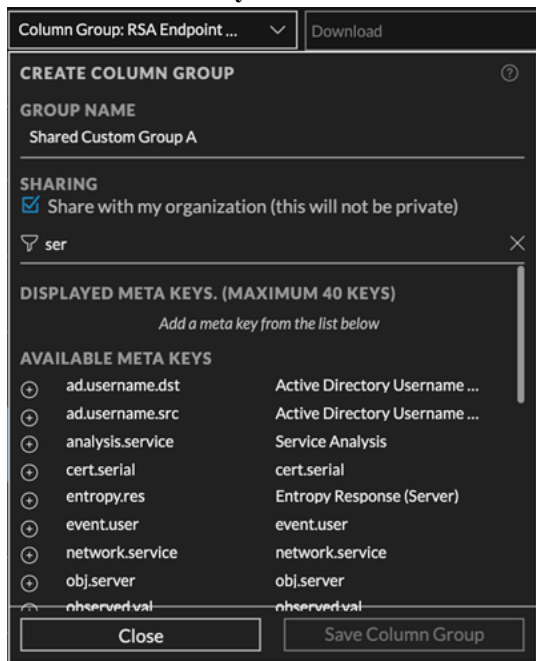 Column Group: RSA Endpoint ...
Download
CREATE COLUMN GROUP
GROUP NAME
Shared Custom Group A
SHARING
Share with my organization (this will not be private)
ser
DISPLAYED META KEYS. (MAXIMUM 40 KEYS)
Add a meta key from the list below
AVAILABLE META KEYS
ad.username.dst Active Directory Username ...
ad.username.src Active Directory Username ...
analysis.service Service Analysis
cert.serial cert.serial
entropy.res Entropy Response (Server)
event.user event.user
network.service network.service
obj.server obj.server
observed.val observed.val
Close Save Column Group